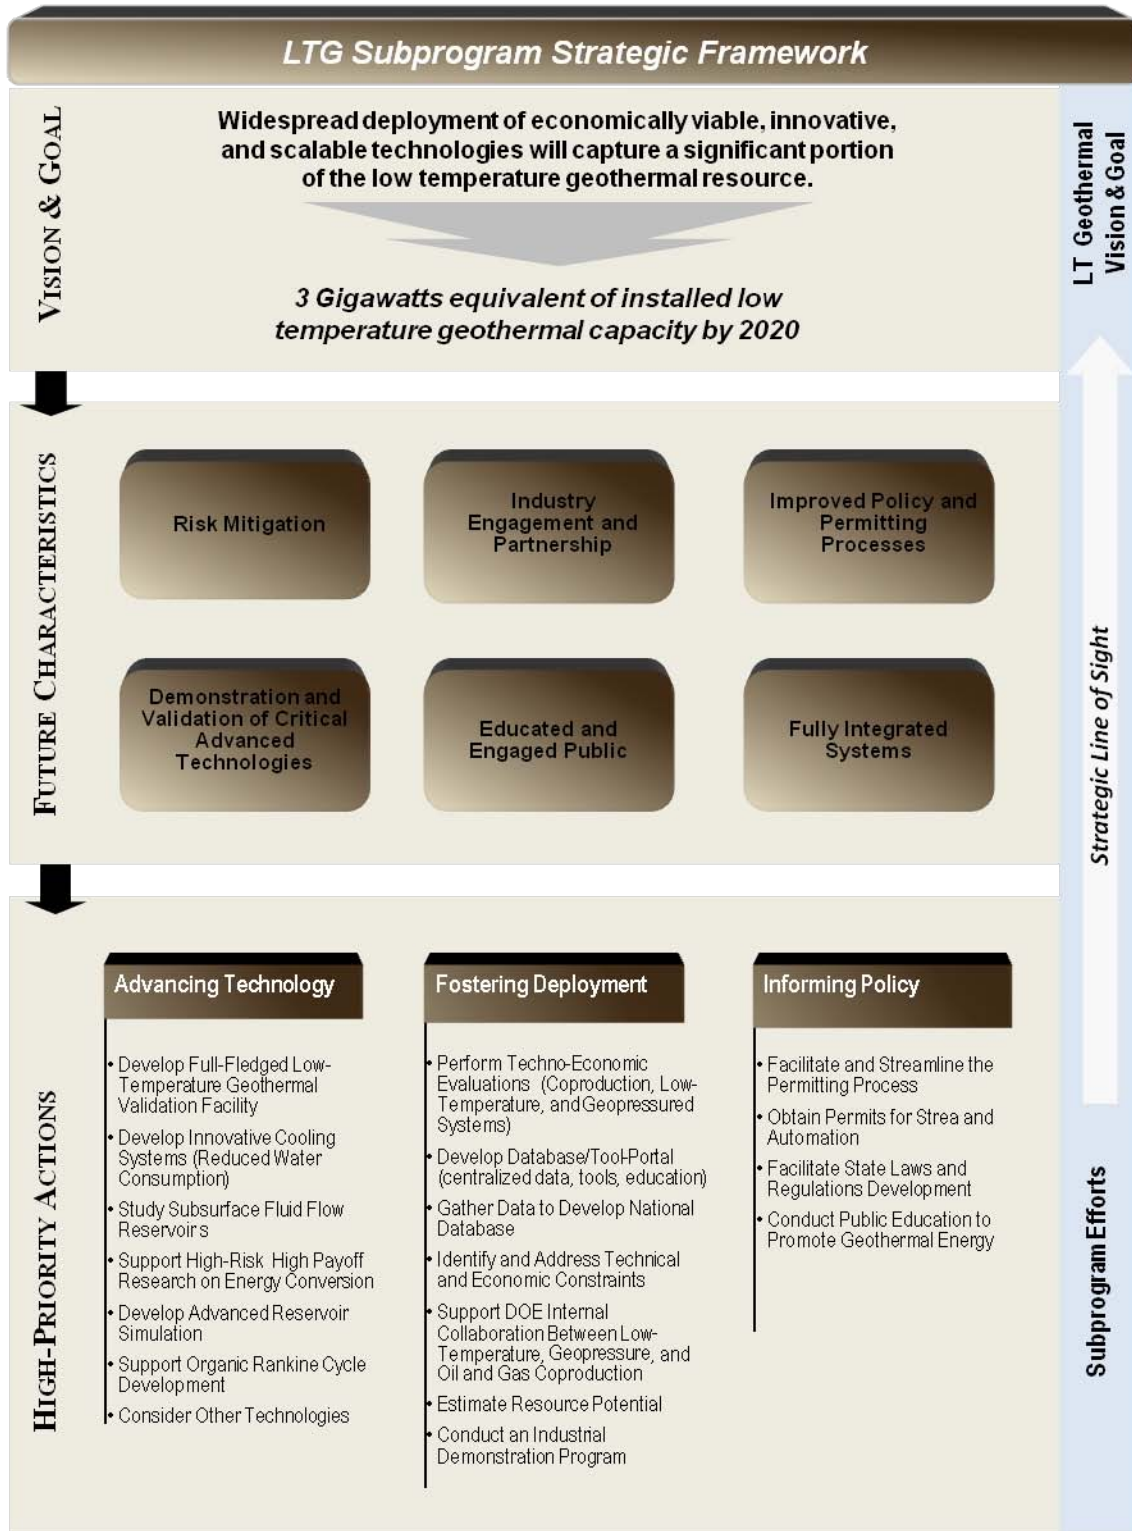 LTG Subprogram Strategic Framework
VISION & GOAL
Widespread deployment of economically viable, innovative,
and scalable technologies will capture a significant portion
of the low temperature geothermal resource.
3 Gigawatts equivalent of installed low
temperature geothermal capacity by 2020
LT Geothermal
Vision & Goal
FUTURE CHARACTERISTICS
Risk Mitigation
Industry
Engagement and
Partnership
Improved Policy and
Permitting
Processes
Demonstration and
Validation of Critical
Advanced
Technologies
Educated and
Engaged Public
Fully Integrated
Systems
Strategic Line of Sight
HIGH-PRIORITY ACTIONS
Advancing Technology
• Develop Full-Fledged Low-
Temperature Geothermal
Validation Facility
• Develop Innovative Cooling
Systems (Reduced Water
Consumption)
• Study Subsurface Fluid Flow
Reservoirs
• Support High-Risk High Payoff
Research on Energy Conversion
• Develop Advanced Reservoir
Simulation
• Support Organic Rankine Cycle
Development
• Consider Other Technologies
Fostering Deployment
• Perform Techno-Economic
Evaluations (Coproduction, Low-
Temperature, and Geopressured
Systems)
• Develop Database/Tool-Portal
(centralized data, tools, education)
• Gather Data to Develop National
Database
• Identify and Address Technical
and Economic Constraints
• Support DOE Internal
Collaboration Between Low-
Temperature, Geopressure, and
Oil and Gas Coproduction
• Estimate Resource Potential
• Conduct an Industrial
Demonstration Program
Informing Policy
• Facilitate and Streamline the
Permitting Process
• Obtain Permits for Strea and
Automation
• Facilitate State Laws and
Regulations Development
• Conduct Public Education to
Promote Geothermal Energy
Subprogram Efforts